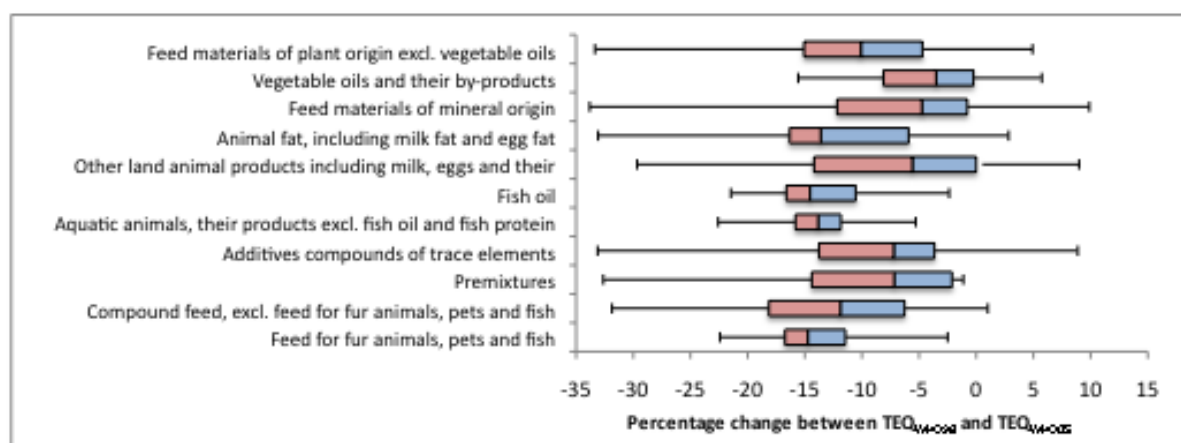 Feed materials of plant origin excl. vegetable oils
Vegetable oils and their by-products
Feed materials of mineral origin
Animal fat, including milk fat and egg fat
Other land animal products including milk, eggs and their
Fish oil
Aquatic animals, their products excl. fish oil and fish protein
Additives compounds of trace elements
Premixtures
Compound feed, excl. feed for fur animals, pets and fish
Feed for fur animals, pets and fish
-35 -30 -25 -20 -15 -10 -5 0 5 10 15
Percentage change between TEQ and TEQ